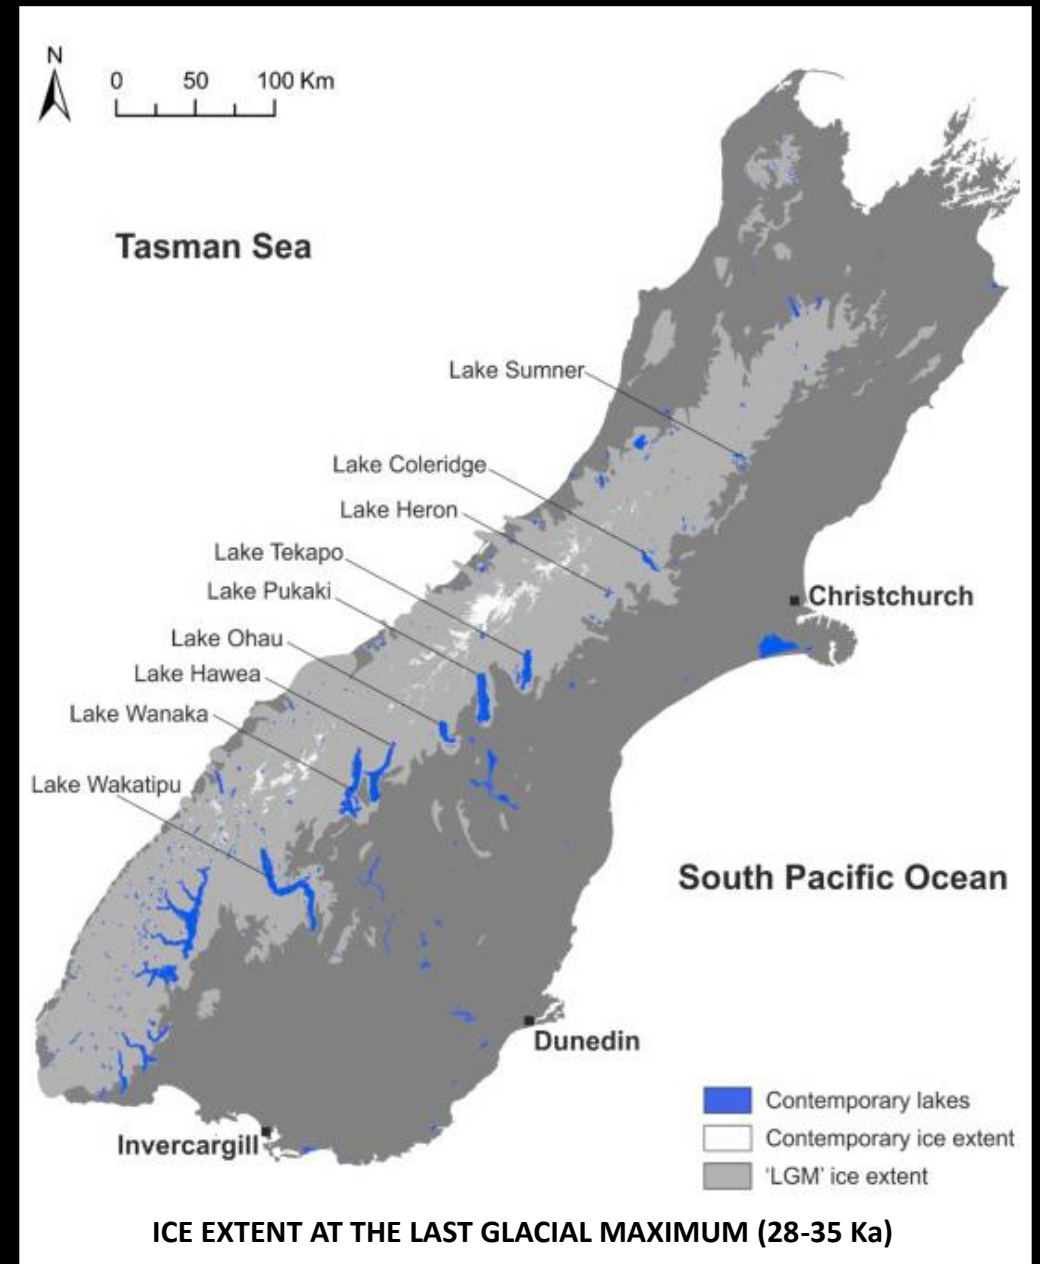 N
0 50 100 Km
Tasman Sea
Lake Sumner
Lake Coleridge
Lake Heron
Lake Tekapo
Lake Pukaki
Christchurch
Lake Ohau
Lake Hawea
Lake Wanaka
Lake Wakatipu
South Pacific Ocean
Dunedin
Contemporary lakes
Contemporary ice extent
Invercargill
‘LGM’ ice extent
ICE EXTENT AT THE LAST GLACIAL MAXIMUM (28-35 Ka)